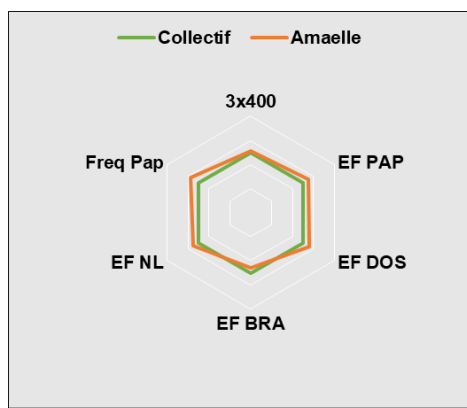 Collectif Amaelle
3x400
Freq Pap EF PAP
EF NL EF DOS
EF BRA